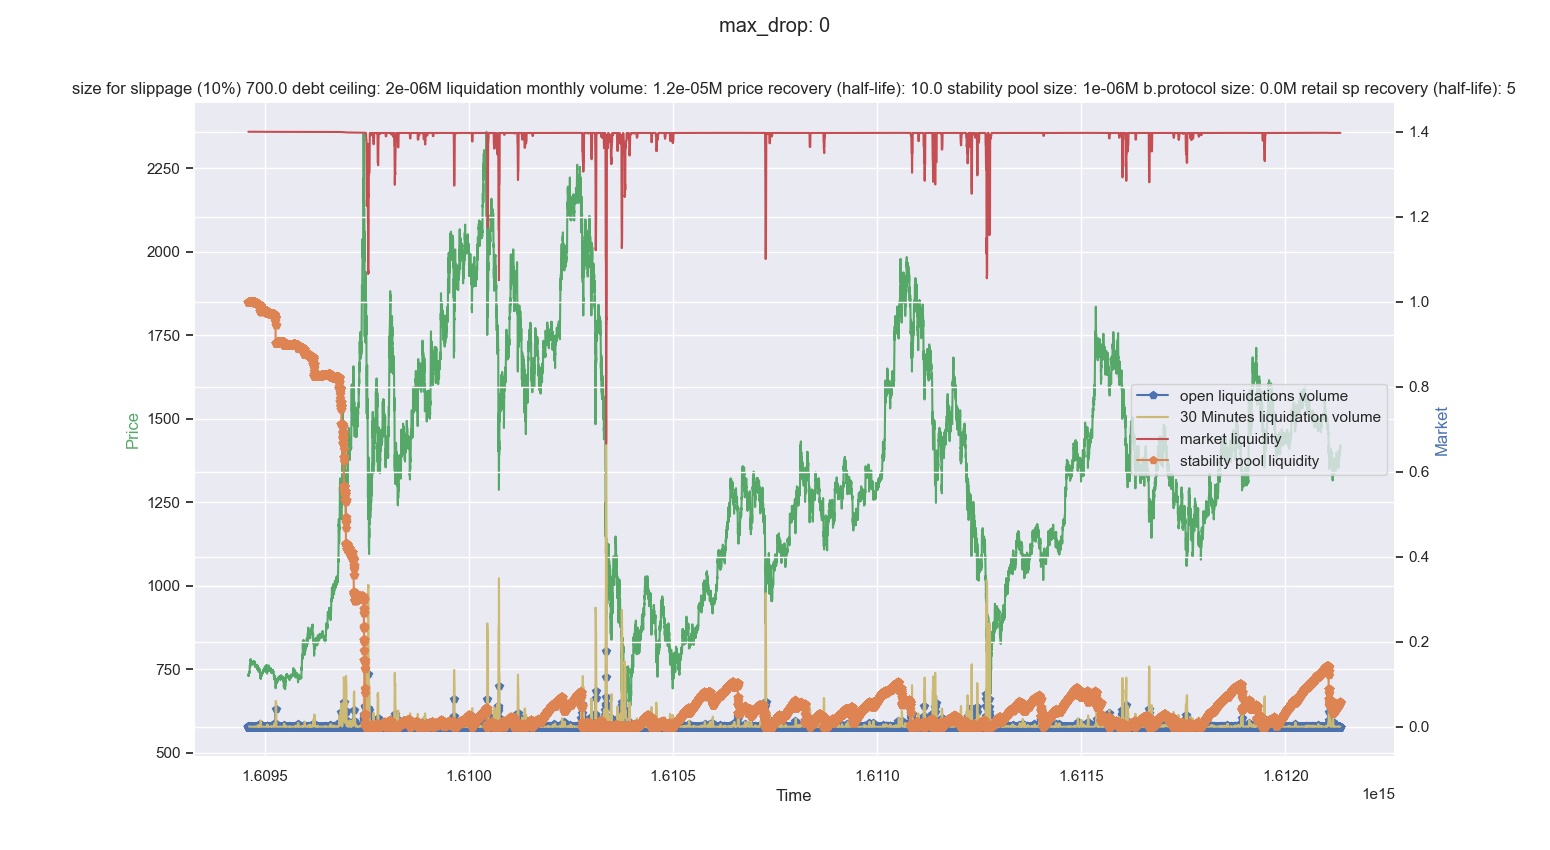 max_drop: 0
size for slippage (10%) 700.0 debt ceiling: 2e-06M liquidation monthly volume: 1.2e-05M price recovery (half-life): 10.0 stability pool size: 1e-06M b.protocol size: 0.0M retail sp recovery (half-life): 5
Price
2250
2000
1750
1500
1250
1000
750
500
1.4
1.2
1.0
0.8
0.6
0.4
0.2
0.0
Market
open liquidations volume
30 Minutes liquidation volume
market liquidity
stability pool liquidity
1.6095 1.6100 1.6105 1.6110 1.6115 1.6120
Time
1e15